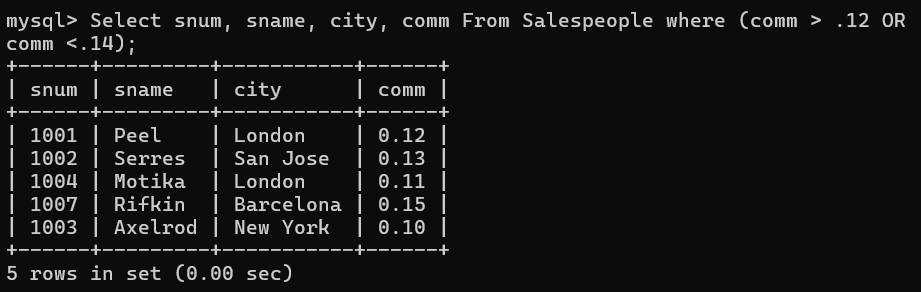 mysql> Select snum, sname, city, comm From Salespeople where (comm > .12 OR
comm <.14);
+------+---------+-----------+------+
| snum | sname   | city      | comm |
+------+---------+-----------+------+
| 1001 | Peel    | London    | 0.12 |
| 1002 | Serres  | San Jose  | 0.13 |
| 1004 | Motika  | London    | 0.11 |
| 1007 | Rifkin  | Barcelona | 0.15 |
| 1003 | Axelrod | New York  | 0.10 |
+------+---------+-----------+------+
5 rows in set (0.00 sec)